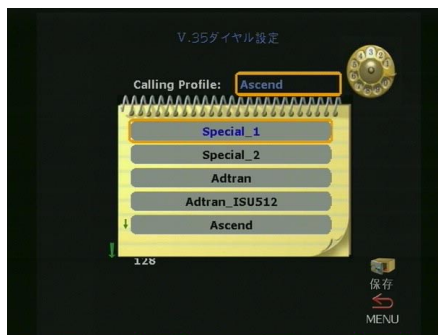 V.35ダイヤル設定
Calling Profile: Ascend
Special_1
Special_2
Adtran
Adtran_ISU512
Ascend
128
保存
MENU